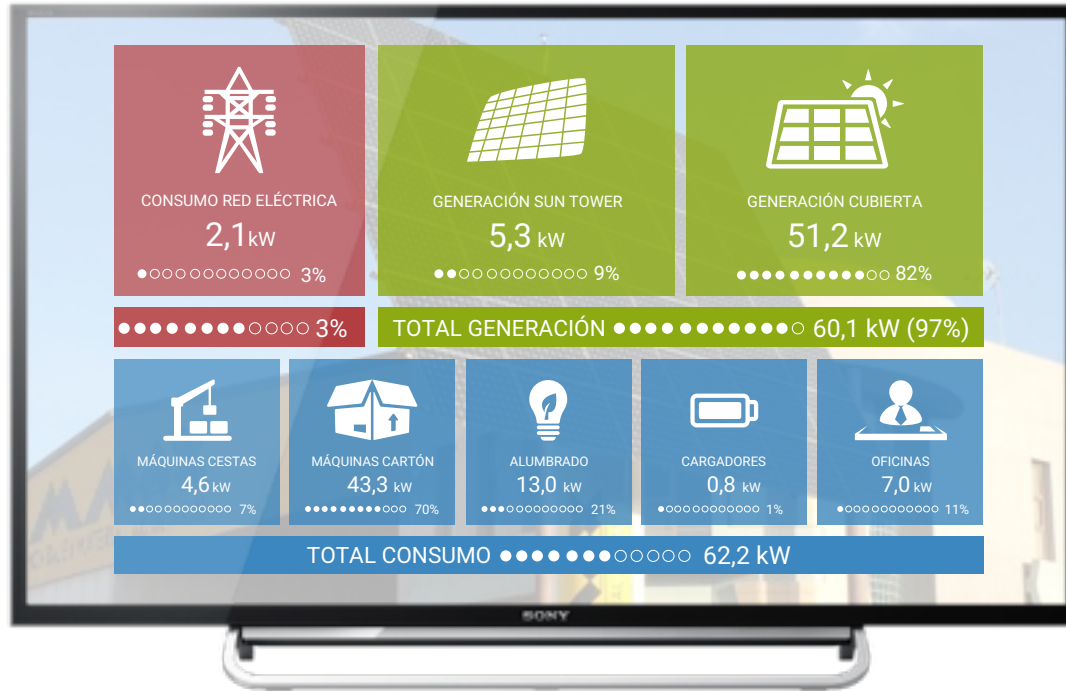 CONSUMO RED ELÉCTRICA
2,1kW
3%
GENERACIÓN SUN TOWER
5,3 kW
9%
GENERACIÓN CUBIERTA
51,2 kW
82%
3%
TOTAL GENERACIÓN 60,1 kW (97%)
MÁQUINAS CESTAS
4,6 kW
7%
MÁQUINAS CARTÓN
43,3 kW
70%
ALUMBRADO
13,0 kW
21%
CARGADORES
0,8 kW
1%
OFICINAS
7,0 kW
11%
TOTAL CONSUMO 62,2 kW
SONY